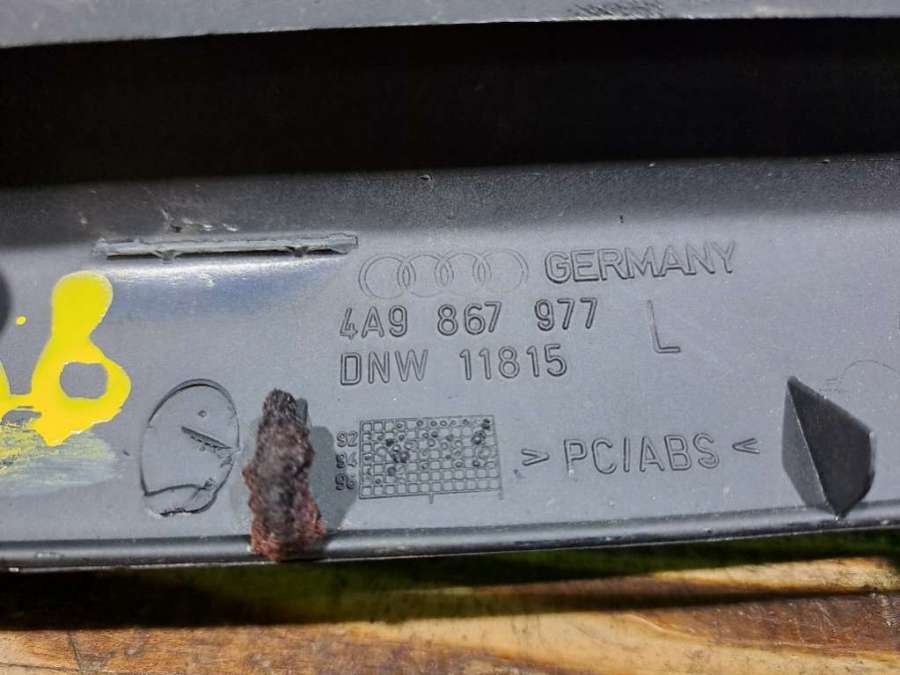 GERMANY
4A9 867 977 L
DNW 11815
> PC/ABS <